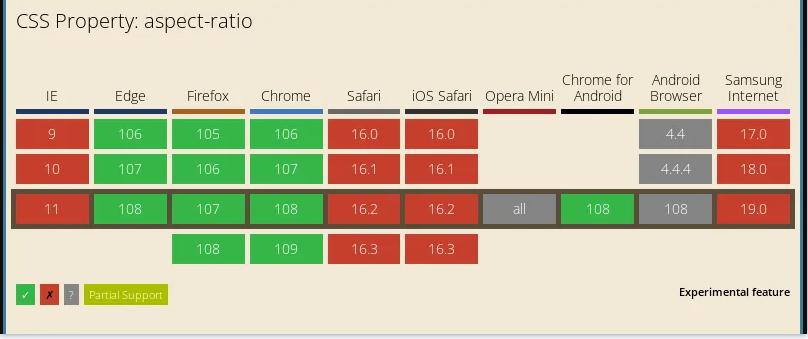 CSS Property: aspect-ratio
IE Edge Firefox Chrome Safari iOS Safari Opera Mini Chrome for Android Android Browser Samsung Internet
9 106 105 106 16.0 16.0 4.4 17.0
10 107 106 107 16.1 16.1 4.4.4 18.0
11 108 107 108 16.2 16.2 all 108 108 19.0
108 109 16.3 16.3
✓ ✗ ? Partial Support Experimental feature